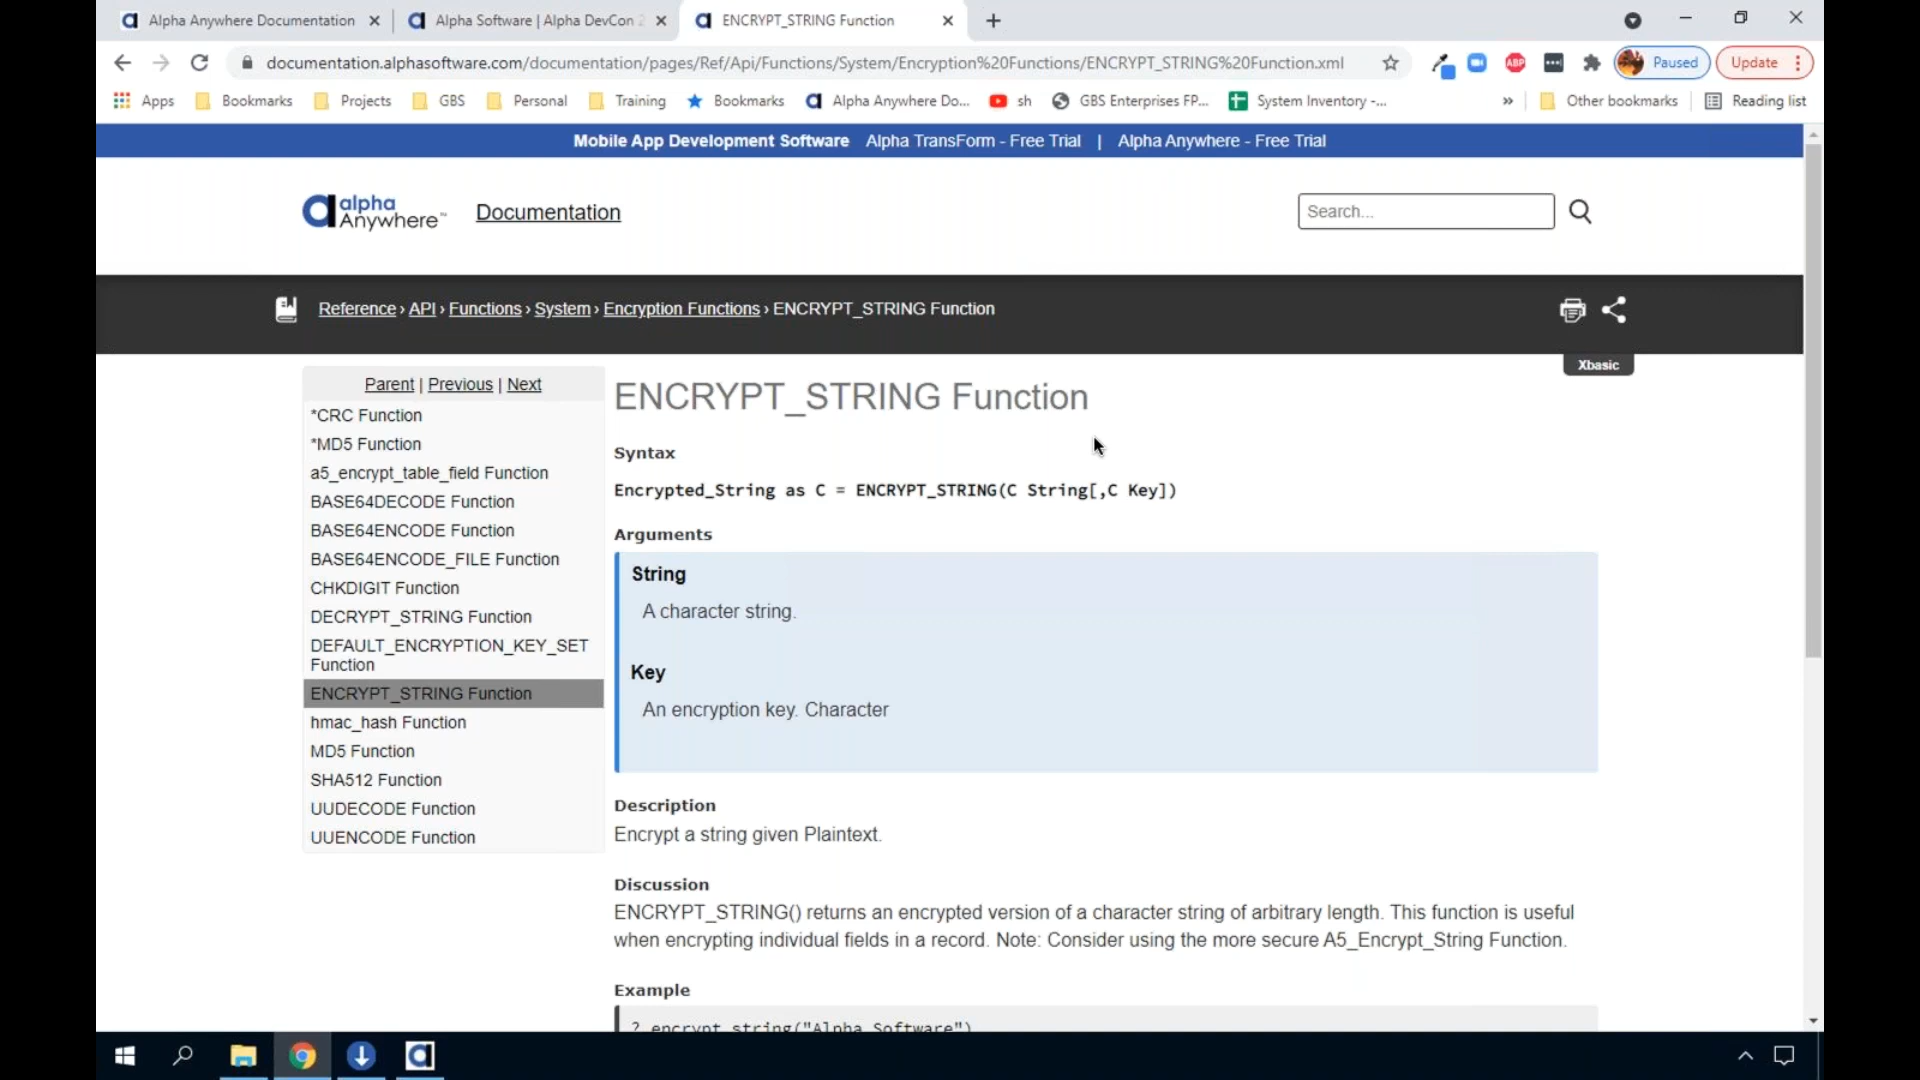 Alpha Anywhere Documentation
Alpha Software | Alpha DevCon 2
ENCRYPT_STRING Function
documentation.alphasoftware.com/documentation/pages/Ref/Api/Functions/System/Encryption%20Functions/ENCRYPT_STRING%20Function.xml
ABP
Paused
Update
Apps
Bookmarks
Projects
GBS
Personal
Training
Bookmarks
Alpha Anywhere Do...
sh
GBS Enterprises FP...
System Inventory -...
»
Other bookmarks
Reading list
Mobile App Development Software Alpha TransForm - Free Trial | Alpha Anywhere - Free Trial
alpha
Anywhere™
Documentation
Search...
Reference › API › Functions › System › Encryption Functions › ENCRYPT_STRING Function
Xbasic
Parent | Previous | Next
*CRC Function
*MD5 Function
a5_encrypt_table_field Function
BASE64DECODE Function
BASE64ENCODE Function
BASE64ENCODE_FILE Function
CHKDIGIT Function
DECRYPT_STRING Function
DEFAULT_ENCRYPTION_KEY_SET
Function
ENCRYPT_STRING Function
hmac_hash Function
MD5 Function
SHA512 Function
UUDECODE Function
UUENCODE Function
ENCRYPT_STRING Function
Syntax
Encrypted_String as C = ENCRYPT_STRING(C String[,C Key])
Arguments
String
A character string.
Key
An encryption key. Character
Description
Encrypt a string given Plaintext.
Discussion
ENCRYPT_STRING() returns an encrypted version of a character string of arbitrary length. This function is useful
when encrypting individual fields in a record. Note: Consider using the more secure A5_Encrypt_String Function.
Example
? encrypt_string("Alpha Software")